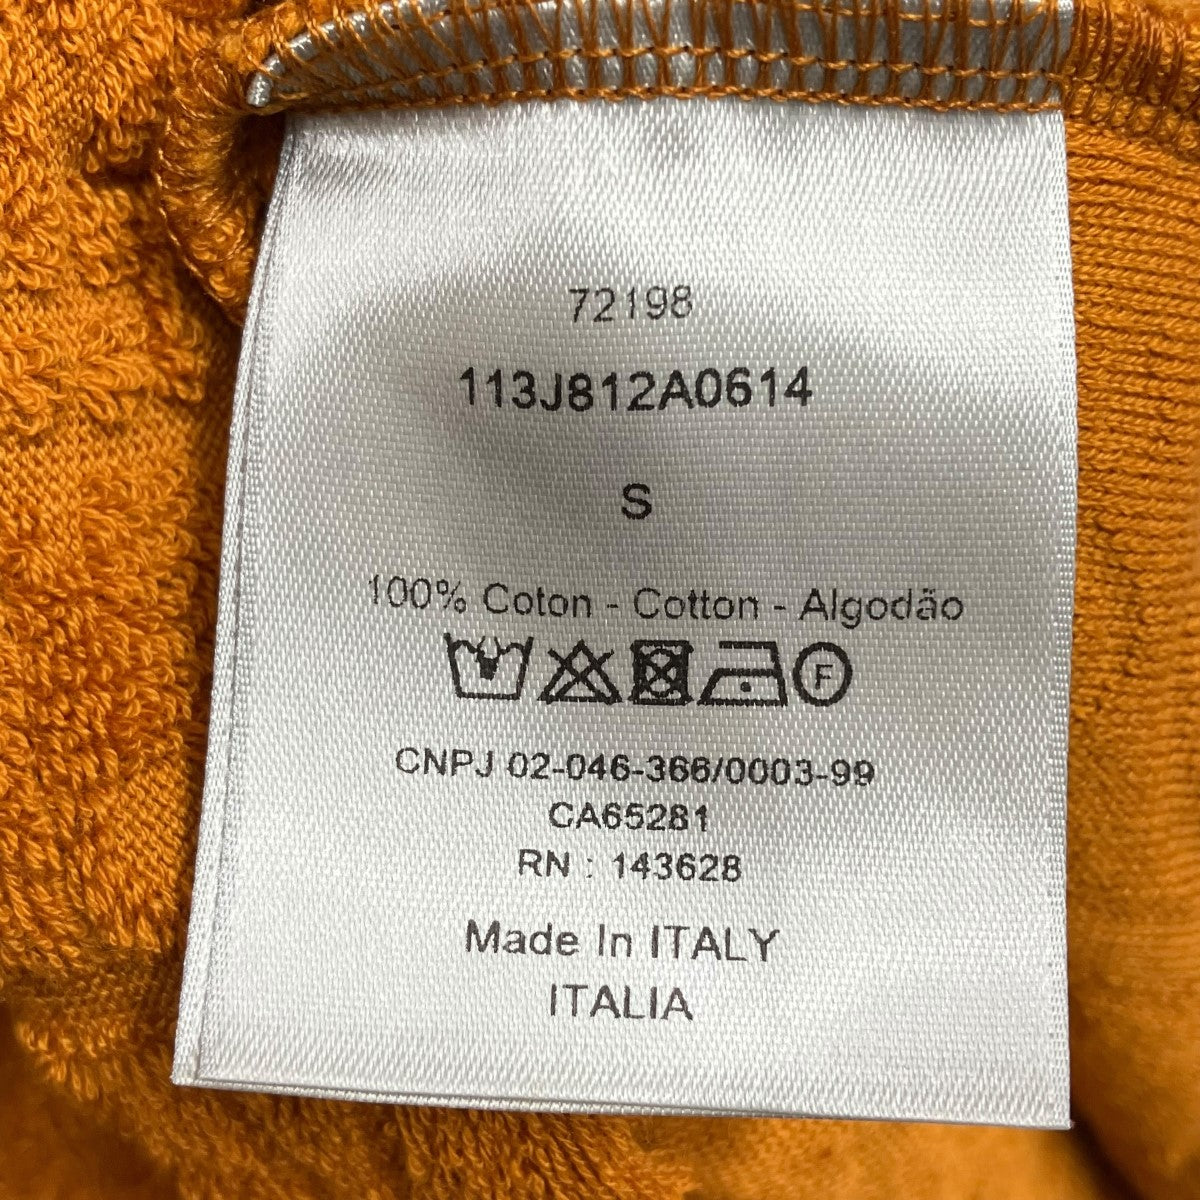 72198
113J812A0614
S
100% Coton - Cotton - Algodão
F
CNPJ 02-046-366/0003-99
CA65281
RN : 143628
Made In ITALY
ITALIA